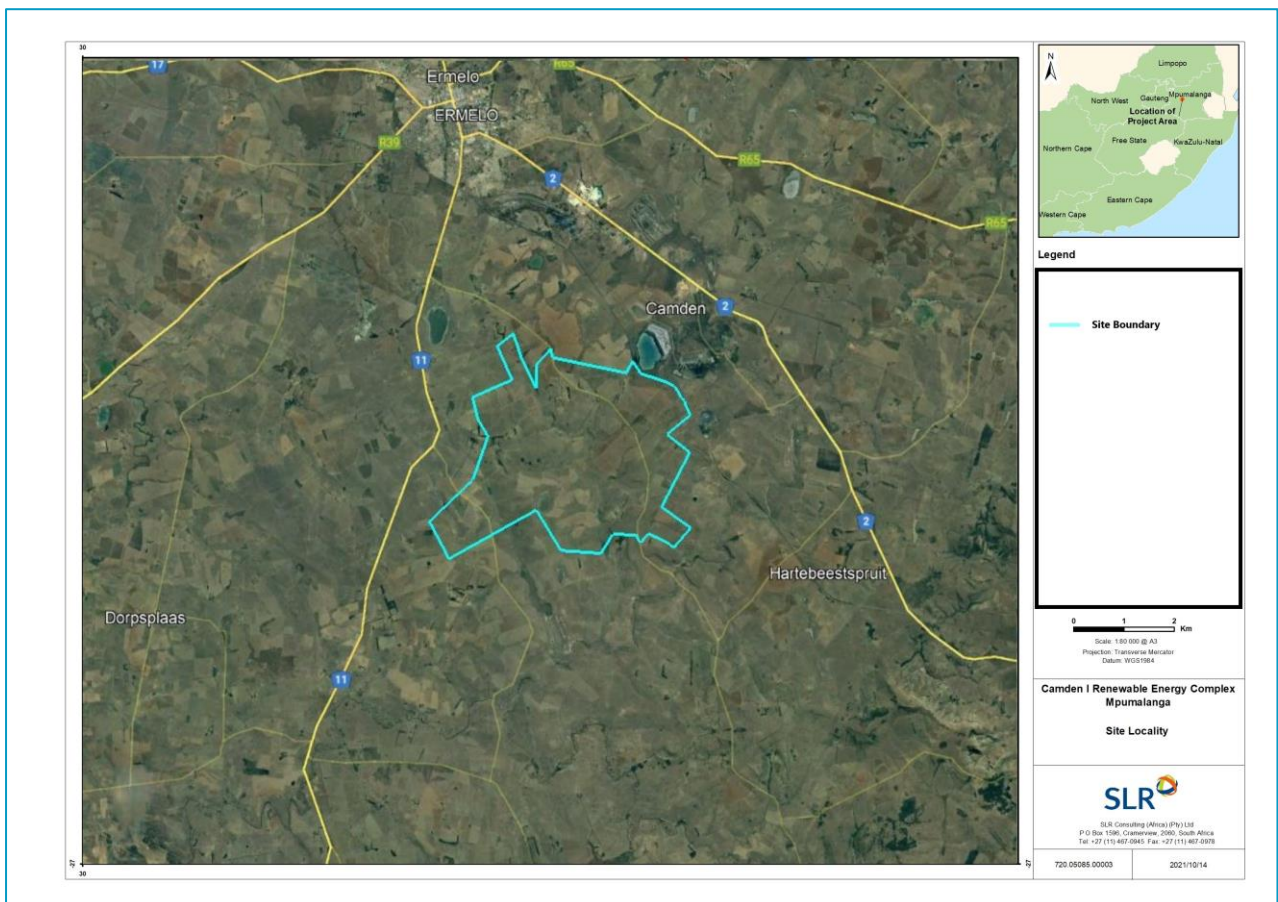 30
17
R65
Ermelo
ERMELO
R39
2
R65
R65
Camden
2
11
2
Hartebeestspruit
Dorpsplaas
11
-27
30
-27
N
Limpopo
Mpumalanga
North West
Gauteng
Location of
Project Area
Free State
KwaZulu-Natal
Northern Cape
Eastern Cape
Western Cape
Legend
Site Boundary
0 1 2
Km
Scale: 1:80 000 @ A3
Projection: Transverse Mercator
Datum: WGS1984
Camden I Renewable Energy Complex
Mpumalanga
Site Locality
SLR
SLR Consulting (Africa) (Pty) Ltd
P O Box 1596, Cramerview, 2060, South Africa
Tel: +27 (11) 467-0945 Fax: +27 (11) 467-0978
720.05085.00003
2021/10/14